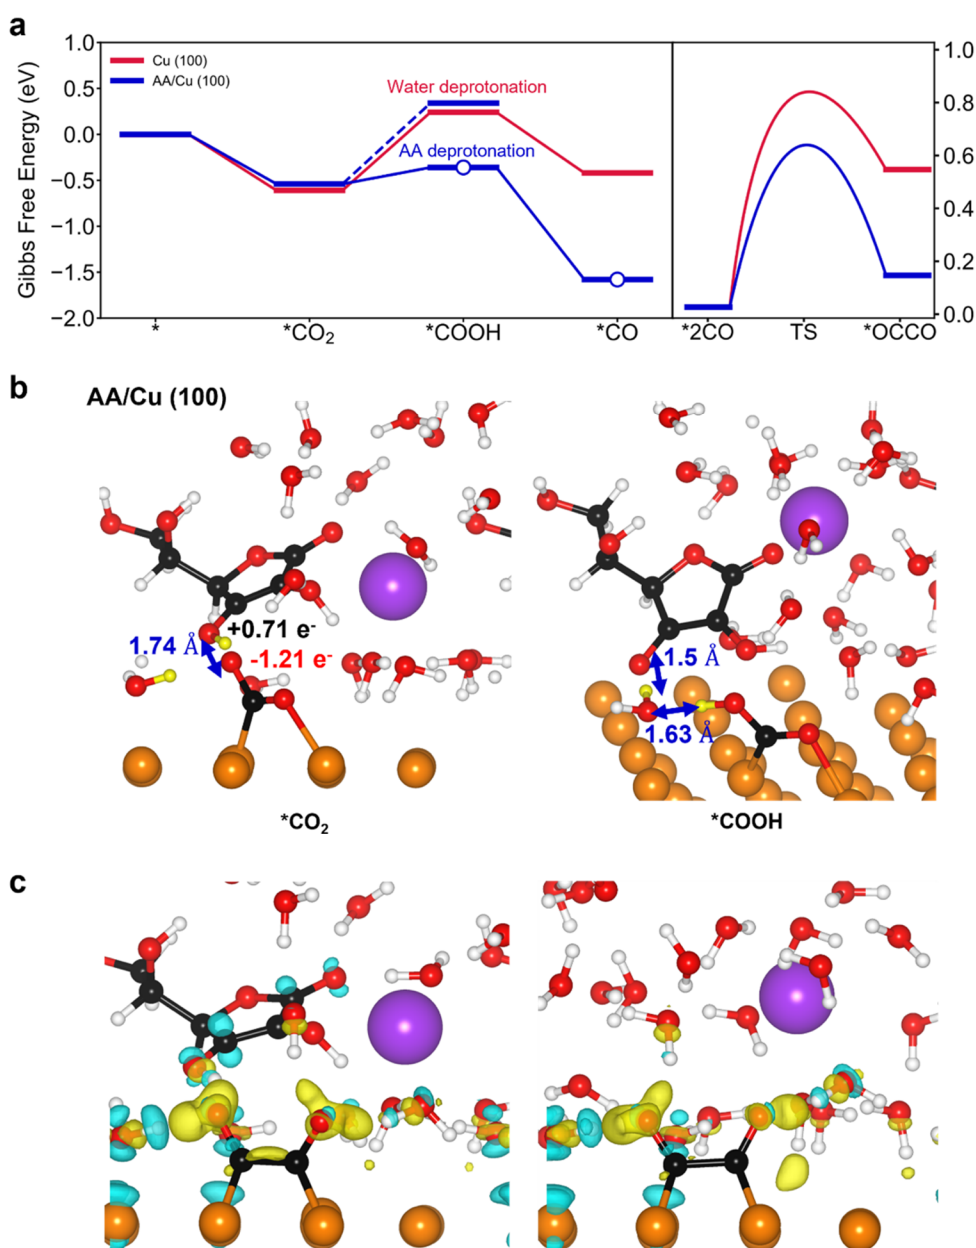 a
Gibbs Free Energy (eV)
1.0
0.5
0.0
−0.5
−1.0
−1.5
−2.0
Cu (100)
AA/Cu (100)
Water deprotonation
AA deprotonation
1.0
0.8
0.6
0.4
0.2
0.0
* *CO₂ *COOH *CO *2CO TS *OCCO
b
AA/Cu (100)
+0.71 e⁻
1.74 Å
-1.21 e⁻
1.5 Å
1.63 Å
*CO₂ *COOH
c